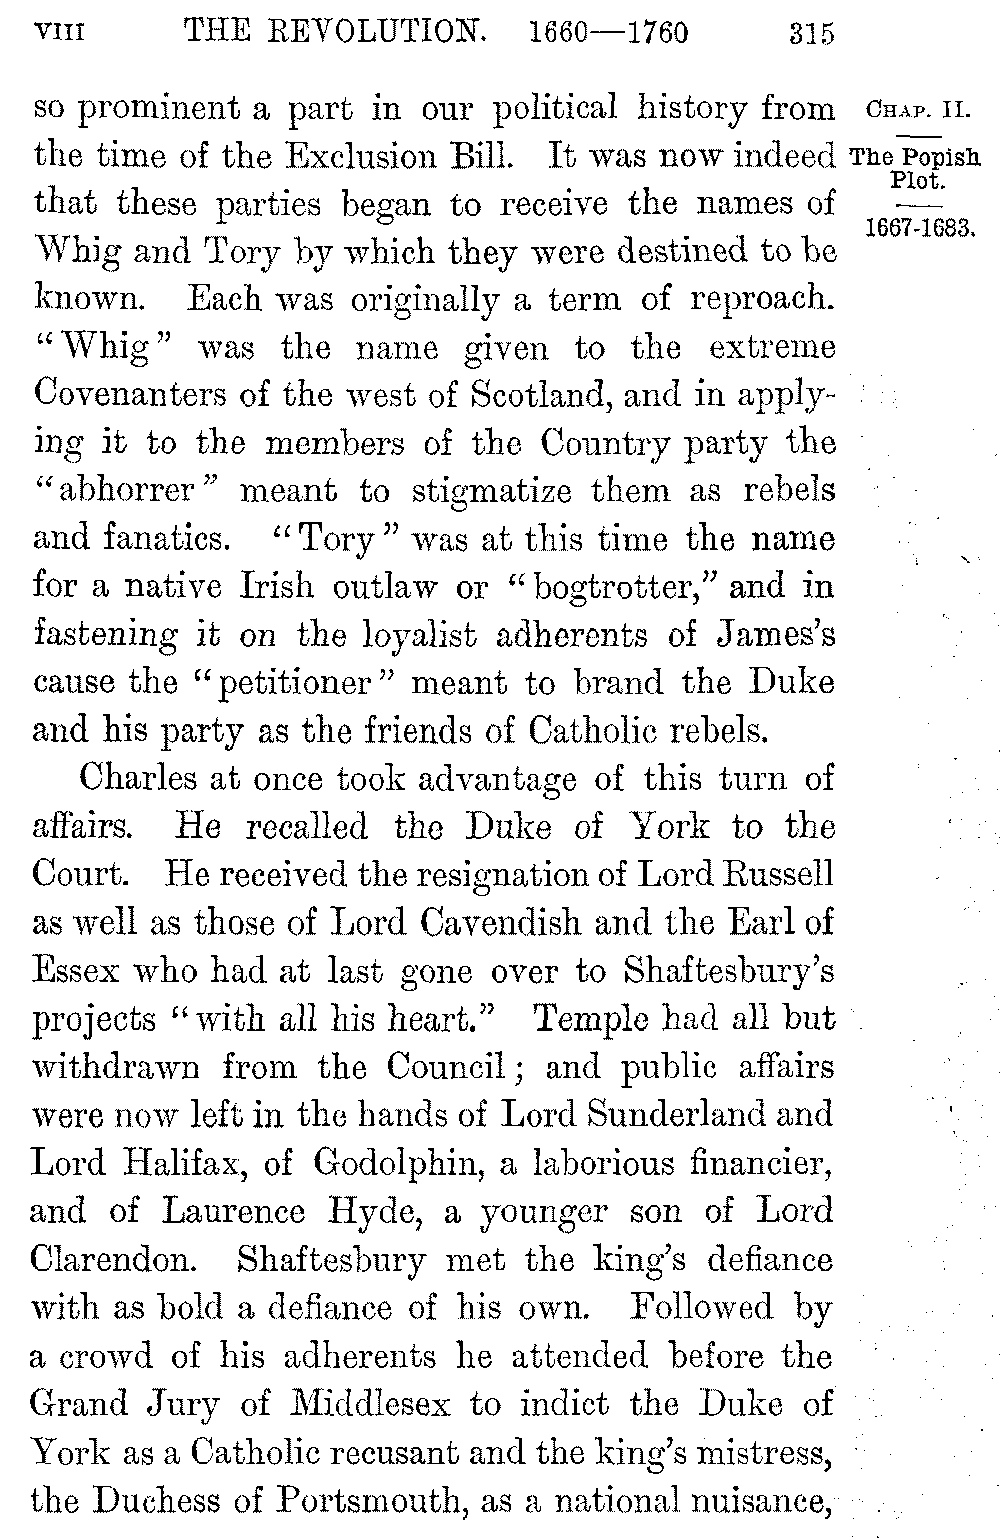 VIII THE REVOLUTION. 1660—1760 315
so prominent a part in our political history from
the time of the Exclusion Bill. It was now indeed
that these parties began to receive the names of
Whig and Tory by which they were destined to be
known. Each was originally a term of reproach.
“Whig” was the name given to the extreme
Covenanters of the west of Scotland, and in apply-
ing it to the members of the Country party the
“abhorrer” meant to stigmatize them as rebels
and fanatics. “Tory” was at this time the name
for a native Irish outlaw or “bogtrotter,” and in
fastening it on the loyalist adherents of James’s
cause the “petitioner” meant to brand the Duke
and his party as the friends of Catholic rebels.
Charles at once took advantage of this turn of
affairs. He recalled the Duke of York to the
Court. He received the resignation of Lord Russell
as well as those of Lord Cavendish and the Earl of
Essex who had at last gone over to Shaftesbury’s
projects “with all his heart.” Temple had all but
withdrawn from the Council; and public affairs
were now left in the hands of Lord Sunderland and
Lord Halifax, of Godolphin, a laborious financier,
and of Laurence Hyde, a younger son of Lord
Clarendon. Shaftesbury met the king’s defiance
with as bold a defiance of his own. Followed by
a crowd of his adherents he attended before the
Grand Jury of Middlesex to indict the Duke of
York as a Catholic recusant and the king’s mistress,
the Duchess of Portsmouth, as a national nuisance,
CHAP. II.
The Popish
Plot.
1667-1683.